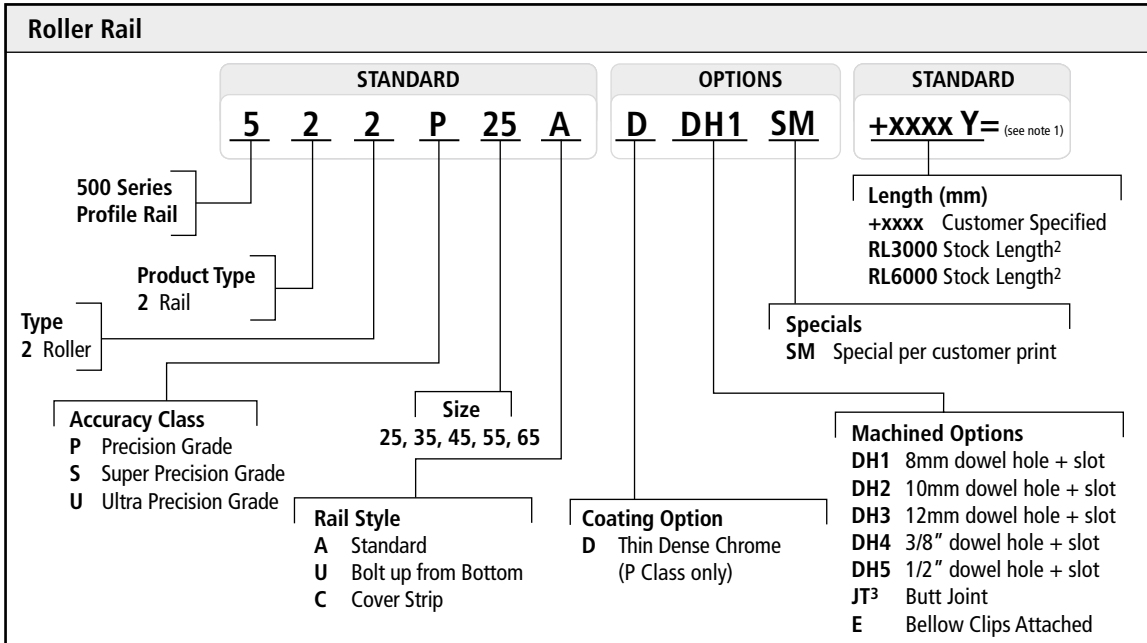 Roller Rail
STANDARD OPTIONS STANDARD
5 2 2 P 25 A D DH1 SM +xxxx Y= (see note 1)
500 Series
Profile Rail
Product Type
2 Rail
Type
2 Roller
Accuracy Class
P Precision Grade
S Super Precision Grade
U Ultra Precision Grade
Size
25, 35, 45, 55, 65
Rail Style
A Standard
U Bolt up from Bottom
C Cover Strip
Coating Option
D Thin Dense Chrome
(P Class only)
Length (mm)
+xxxx Customer Specified
RL3000 Stock Length²
RL6000 Stock Length²
Specials
SM Special per customer print
Machined Options
DH1 8mm dowel hole + slot
DH2 10mm dowel hole + slot
DH3 12mm dowel hole + slot
DH4 3/8” dowel hole + slot
DH5 1/2” dowel hole + slot
JT³ Butt Joint
E Bellow Clips Attached